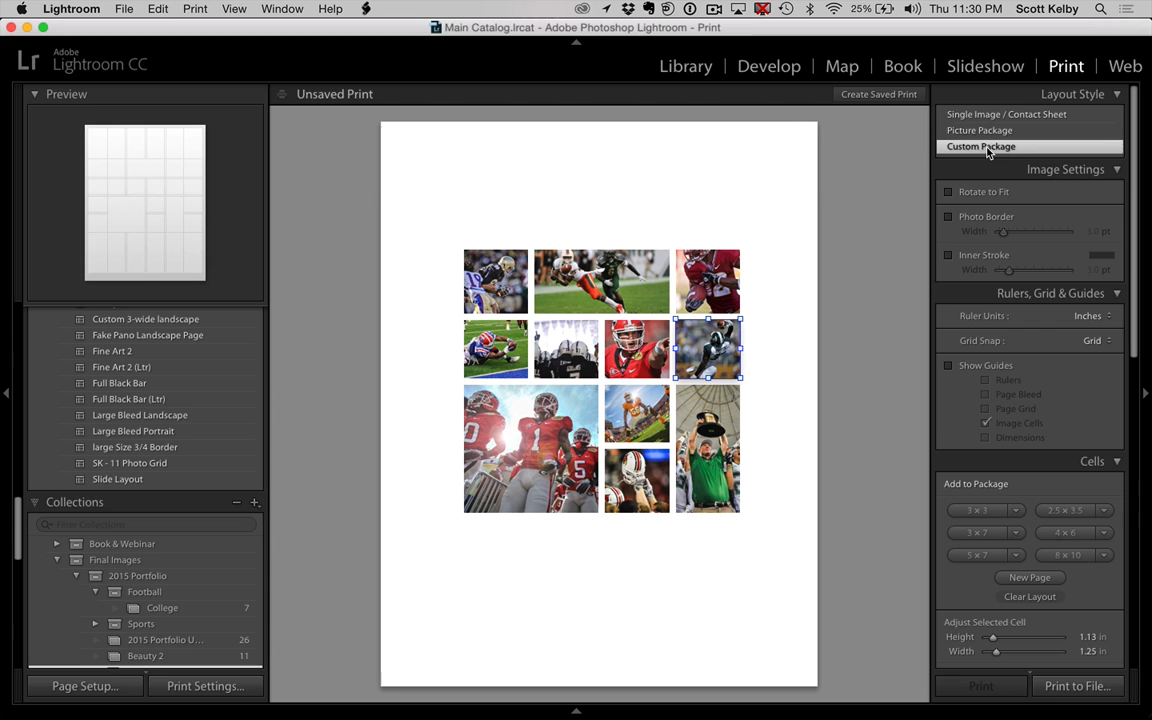 Lightroom File Edit Print View Window Help 25% Thu 11:30 PM Scott Kelby
Main Catalog.lrcat - Adobe Photoshop Lightroom - Print
Lr Adobe Lightroom CC
Library | Develop | Map | Book | Slideshow | Print | Web
Preview
Unsaved Print
Create Saved Print
Layout Style
Single Image / Contact Sheet
Picture Package
Custom Package
Image Settings
Rotate to Fit
Photo Border
Width 1.0 pt
Inner Stroke
Width 3.0 pt
Rulers, Grid & Guides
Ruler Units : Inches
Grid Snap : Grid
Show Guides
Rulers
Page Bleed
Page Grid
Image Cells
Dimensions
Cells
Add to Package
3 × 3 2.5 × 3.5
3 × 7 4 × 6
5 × 7 8 × 10
New Page
Clear Layout
Adjust Selected Cell
Height 1.13 in
Width 1.25 in
Print Print to File...
Custom 3-wide landscape
Fake Pano Landscape Page
Fine Art 2
Fine Art 2 (Ltr)
Full Black Bar
Full Black Bar (Ltr)
Large Bleed Landscape
Large Bleed Portrait
large Size 3/4 Border
SK - 11 Photo Grid
Slide Layout
Collections
Filter Collections
Book & Webinar
Final Images
2015 Portfolio
Football
College 7
Sports
2015 Portfolio U... 26
Beauty 2 11
Page Setup... Print Settings...